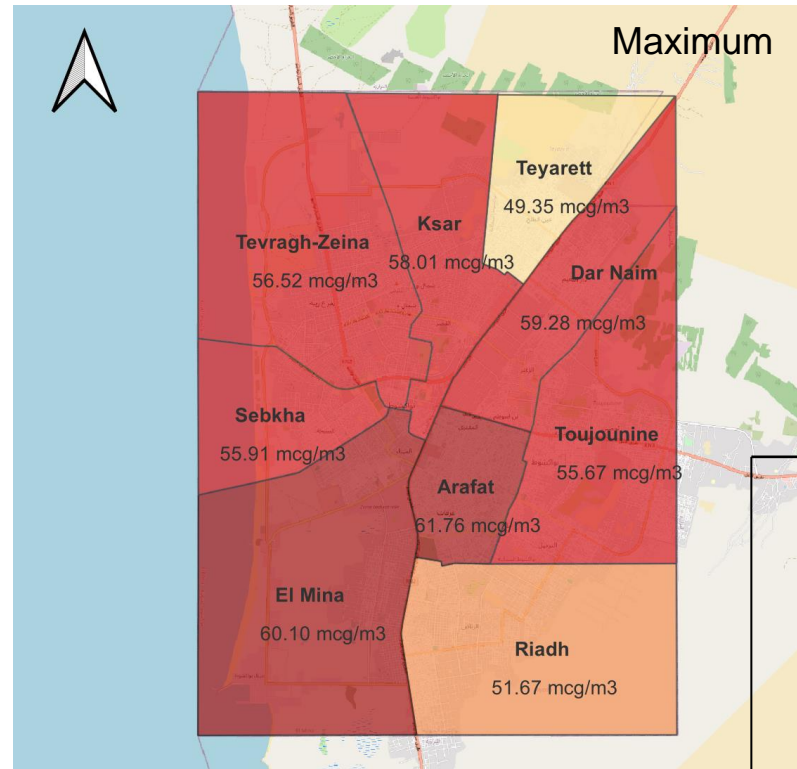 Maximum
Teyarett
49.35 mcg/m3
Ksar
58.01 mcg/m3
Tevragh-Zeina
56.52 mcg/m3
Dar Naim
59.28 mcg/m3
Sebkha
55.91 mcg/m3
Toujounine
55.67 mcg/m3
Arafat
61.76 mcg/m3
El Mina
60.10 mcg/m3
Riadh
51.67 mcg/m3